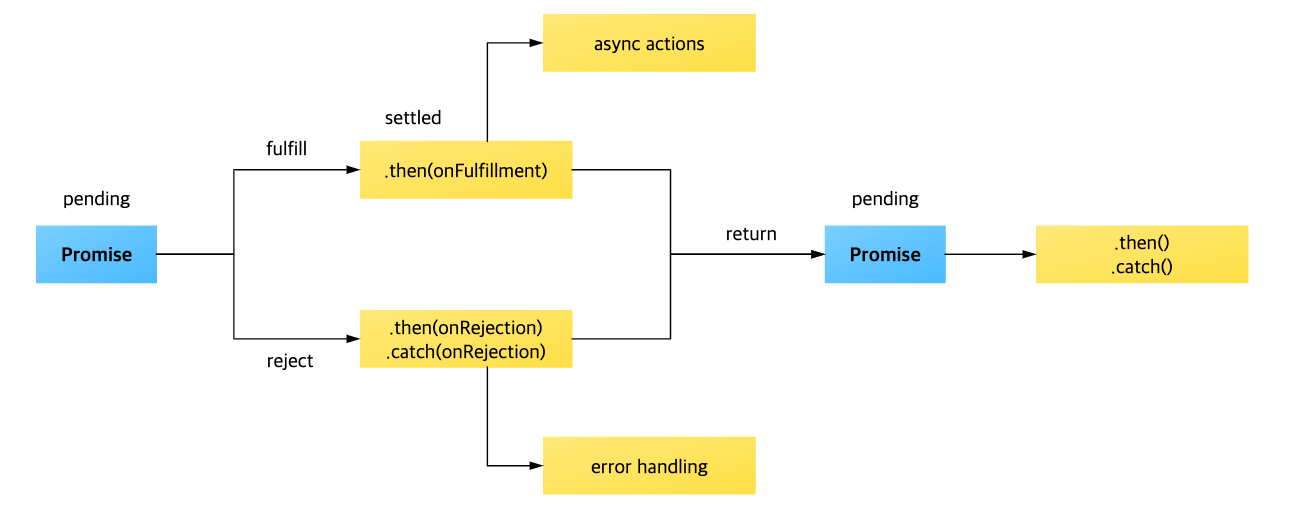 async actions
settled
fulfill
.then(onFulfillment)
pending
pending
return
Promise
Promise
.then()
.catch()
.then(onRejection)
.catch(onRejection)
reject
error handling